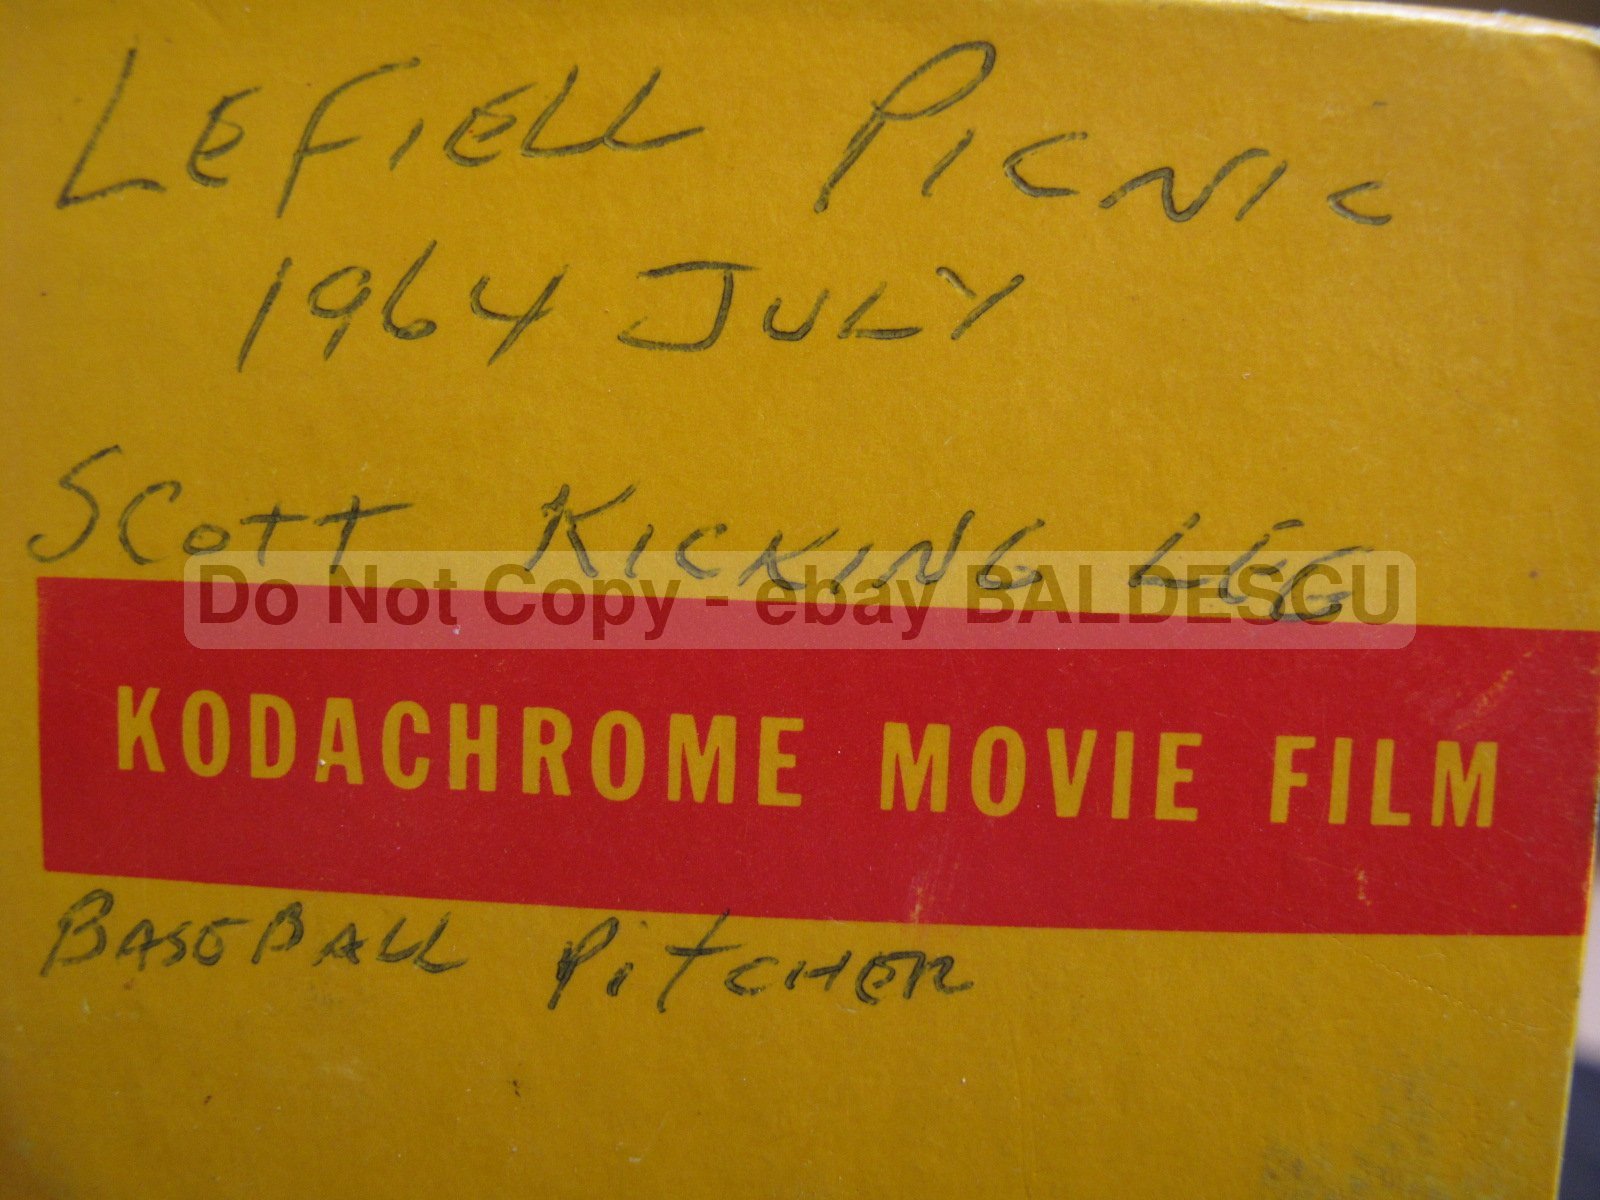 LEFIELL PICNIC
1964 JULY
SCOTT KICKING LEG
Do Not Copy - ebay BALDESCU
KODACHROME MOVIE FILM
BASEBALL PiTCHER